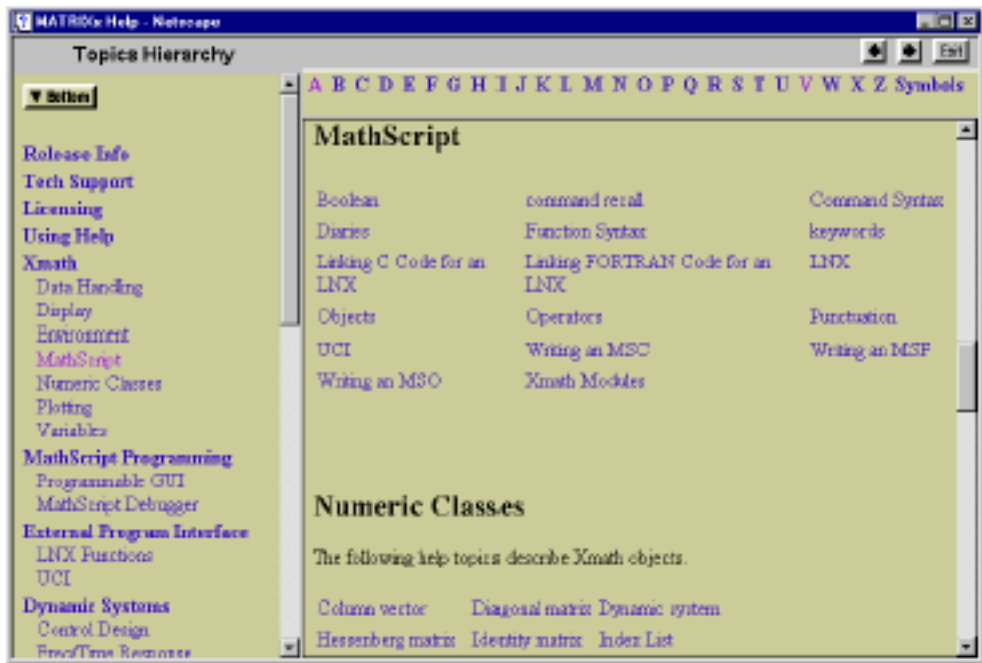 MATRIXx Help - Netscape
Topics Hierarchy
Exit
▼ Bottom
Release Info
Tech Support
Licensing
Using Help
Xmath
Data Handling
Display
Environment
MathScript
Numeric Classes
Plotting
Variables
MathScript Programming
Programmable GUI
MathScript Debugger
External Program Interface
LNX Functions
UCI
Dynamic Systems
Control Design
Freq/Time Response
A B C D E F G H I J K L M N O P Q R S T U V W X Z Symbols
MathScript
Boolean command recall Command Syntax
Diaries Function Syntax keywords
Linking C Code for an Linking FORTRAN Code for an LNX
LNX LNX
Objects Operators Punctuation
UCI Writing an MSC Writing an MSF
Writing an MSO Xmath Modules
Numeric Classes
The following help topics describe Xmath objects.
Column vector Diagonal matrix Dynamic system
Hessenberg matrix Identity matrix Index List